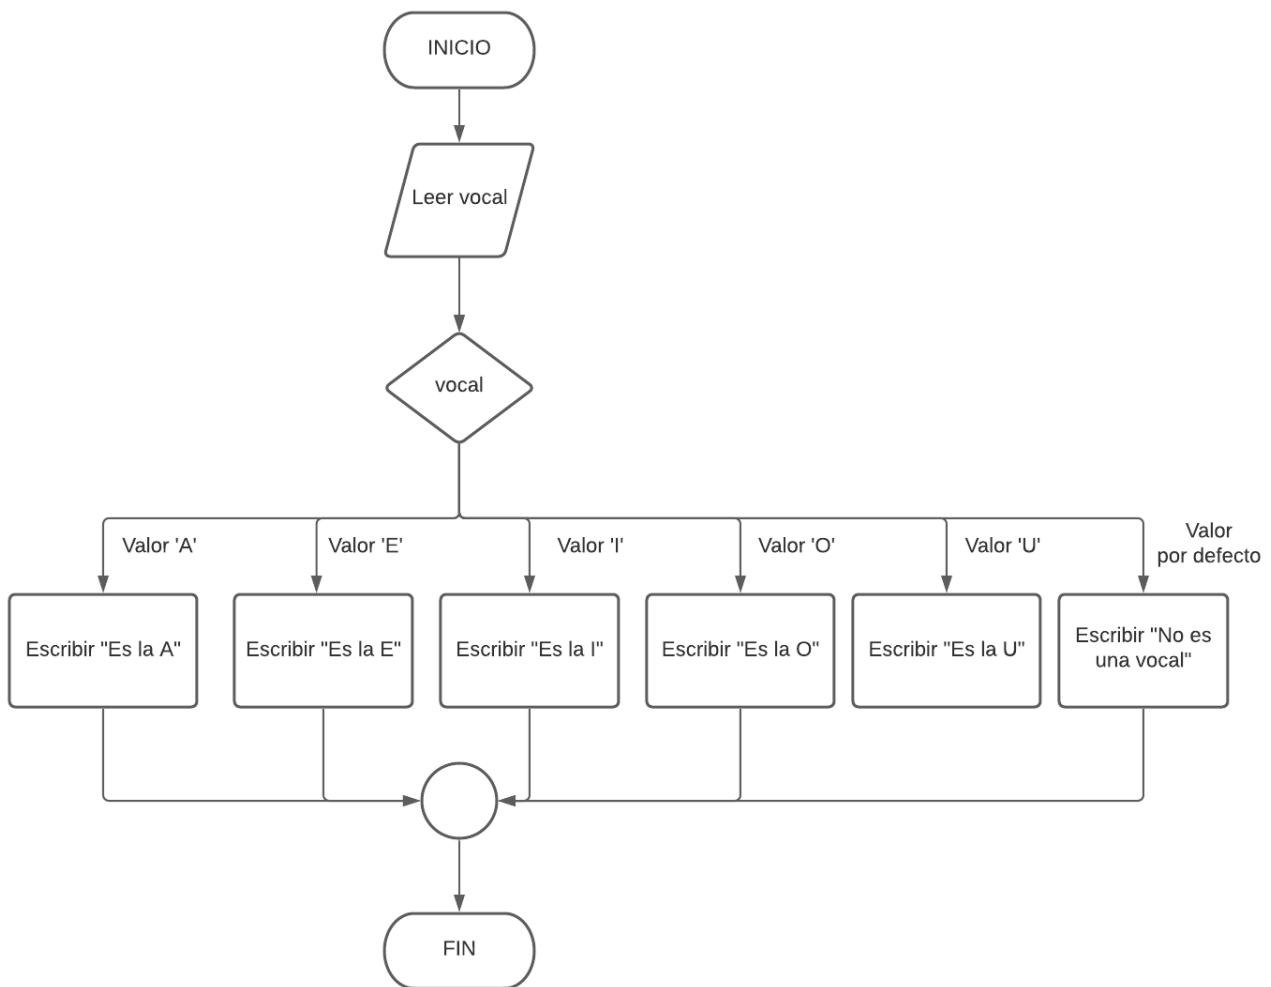 INICIO
Leer vocal
vocal
Valor 'A'
Valor 'E'
Valor 'I'
Valor 'O'
Valor 'U'
Valor
por defecto
Escribir "Es la A"
Escribir "Es la E"
Escribir "Es la I"
Escribir "Es la O"
Escribir "Es la U"
Escribir "No es
una vocal"
FIN